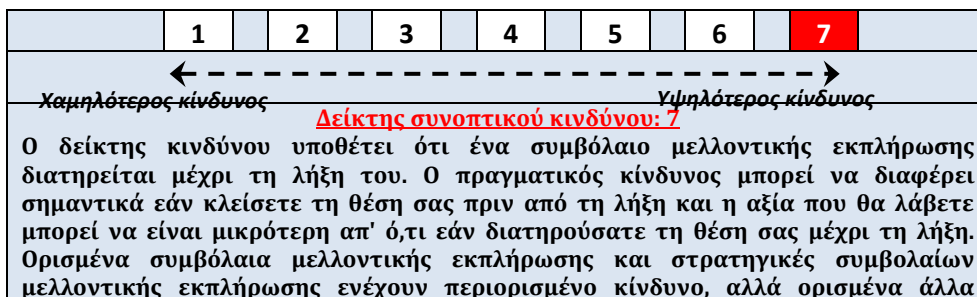 1 2 3 4 5 6 7
Χαμηλότερος κίνδυνος Υψηλότερος κίνδυνος
Δείκτης συνοπτικού κινδύνου: 7
Ο δείκτης κινδύνου υποθέτει ότι ένα συμβόλαιο μελλοντικής εκπλήρωσης
διατηρείται μέχρι τη λήξη του. Ο πραγματικός κίνδυνος μπορεί να διαφέρει
σημαντικά εάν κλείσετε τη θέση σας πριν από τη λήξη και η αξία που θα λάβετε
μπορεί να είναι μικρότερη απ' ό,τι εάν διατηρούσατε τη θέση σας μέχρι τη λήξη.
Ορισμένα συμβόλαια μελλοντικής εκπλήρωσης και στρατηγικές συμβολαίων
μελλοντικής εκπλήρωσης ενέχουν περιορισμένο κίνδυνο, αλλά ορισμένα άλλα